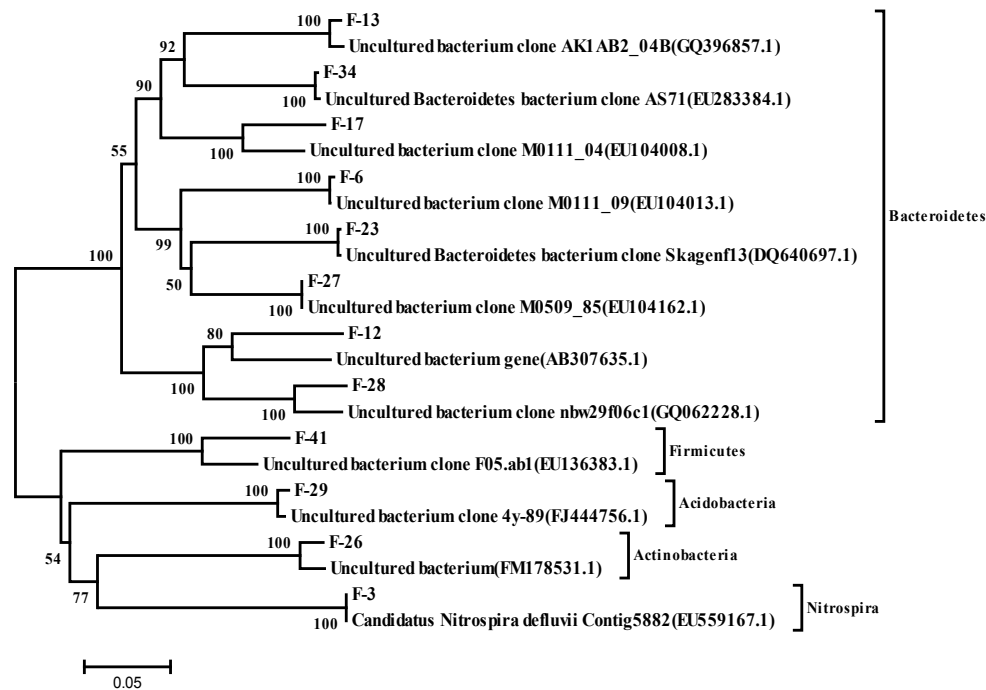 100 F-13
92 Uncultured bacterium clone AK1AB2_04B(GQ396857.1)
F-34
90 100 Uncultured Bacteroidetes bacterium clone AS71(EU283384.1)
F-17
55 100 Uncultured bacterium clone M0111_04(EU104008.1)
100 F-6
Uncultured bacterium clone M0111_09(EU104013.1)
Bacteroidetes
100 F-23
99 Uncultured Bacteroidetes bacterium clone Skagenf13(DQ640697.1)
100
50 F-27
100 Uncultured bacterium clone M0509_85(EU104162.1)
80 F-12
Uncultured bacterium gene(AB307635.1)
100 F-28
100 Uncultured bacterium clone nbw29f06c1(GQ062228.1)
100 F-41
Firmicutes
Uncultured bacterium clone F05.ab1(EU136383.1)
100 F-29
Acidobacteria
Uncultured bacterium clone 4y-89(FJ444756.1)
100 F-26
54 Actinobacteria
Uncultured bacterium(FM178531.1)
77 F-3
Nitrospira
100 Candidatus Nitrospira defluvii Contig5882(EU559167.1)
0.05